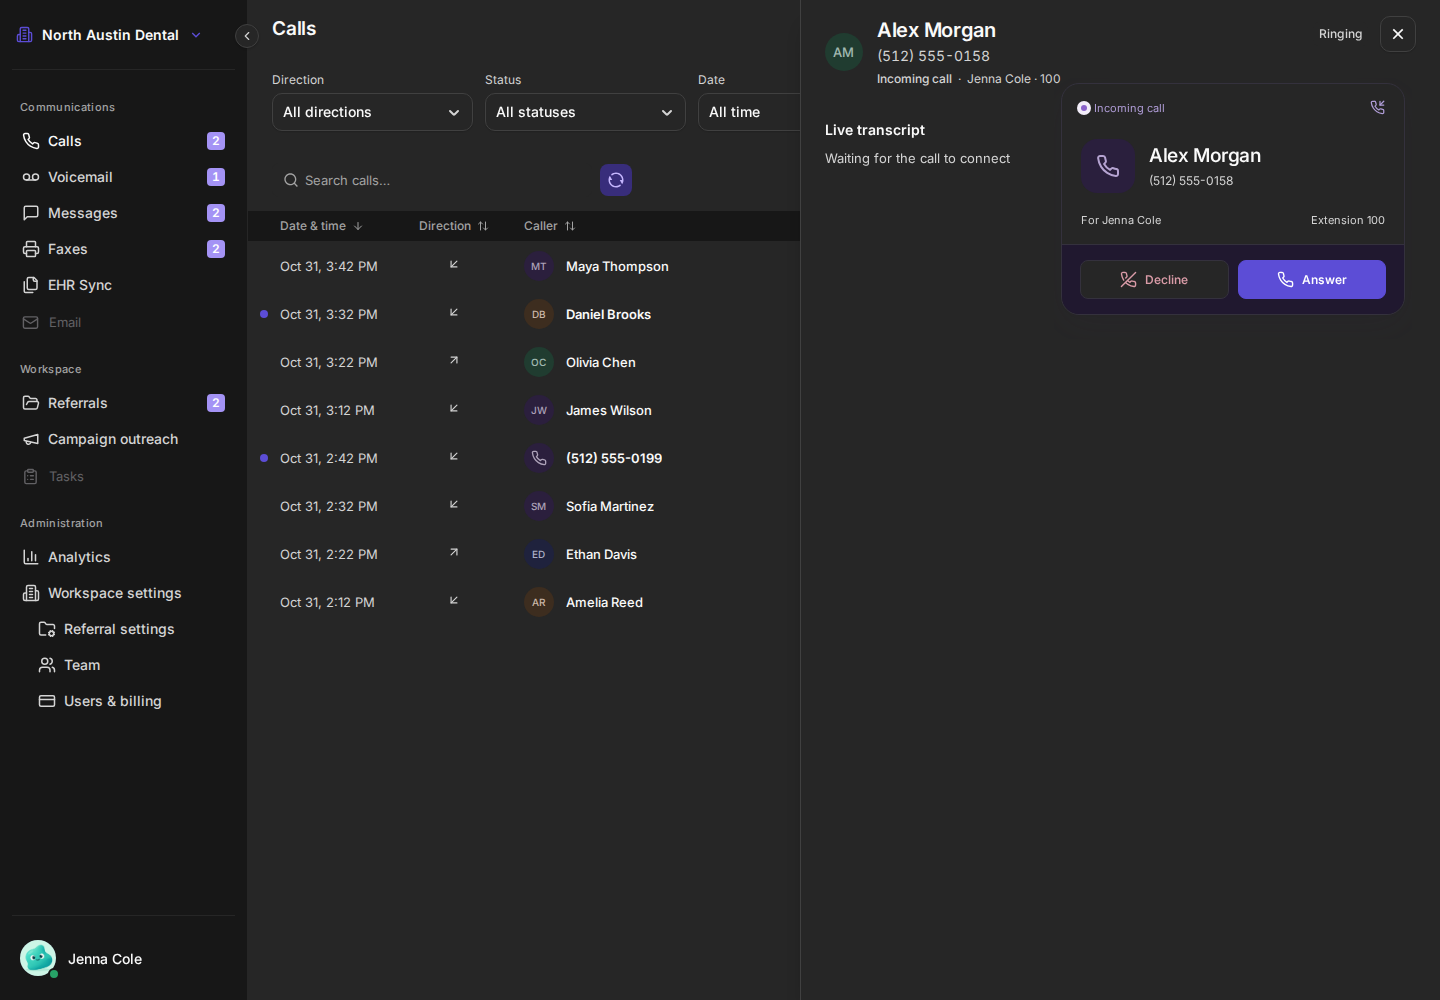 North Austin Dental
Communications
Calls 2
Voicemail 1
Messages 2
Faxes 2
EHR Sync
Email
Workspace
Referrals 2
Campaign outreach
Tasks
Administration
Analytics
Workspace settings
Referral settings
Team
Users & billing
Jenna Cole
Calls
Direction Status Date
All directions All statuses All time
Search calls...
Date & time Direction Caller
Oct 31, 3:42 PM MT Maya Thompson
Oct 31, 3:32 PM DB Daniel Brooks
Oct 31, 3:22 PM OC Olivia Chen
Oct 31, 3:12 PM JW James Wilson
Oct 31, 2:42 PM (512) 555-0199
Oct 31, 2:32 PM SM Sofia Martinez
Oct 31, 2:22 PM ED Ethan Davis
Oct 31, 2:12 PM AR Amelia Reed
AM
Alex Morgan
(512) 555-0158
Incoming call · Jenna Cole · 100
Ringing
Live transcript
Waiting for the call to connect
Incoming call
Alex Morgan
(512) 555-0158
For Jenna Cole Extension 100
Decline Answer